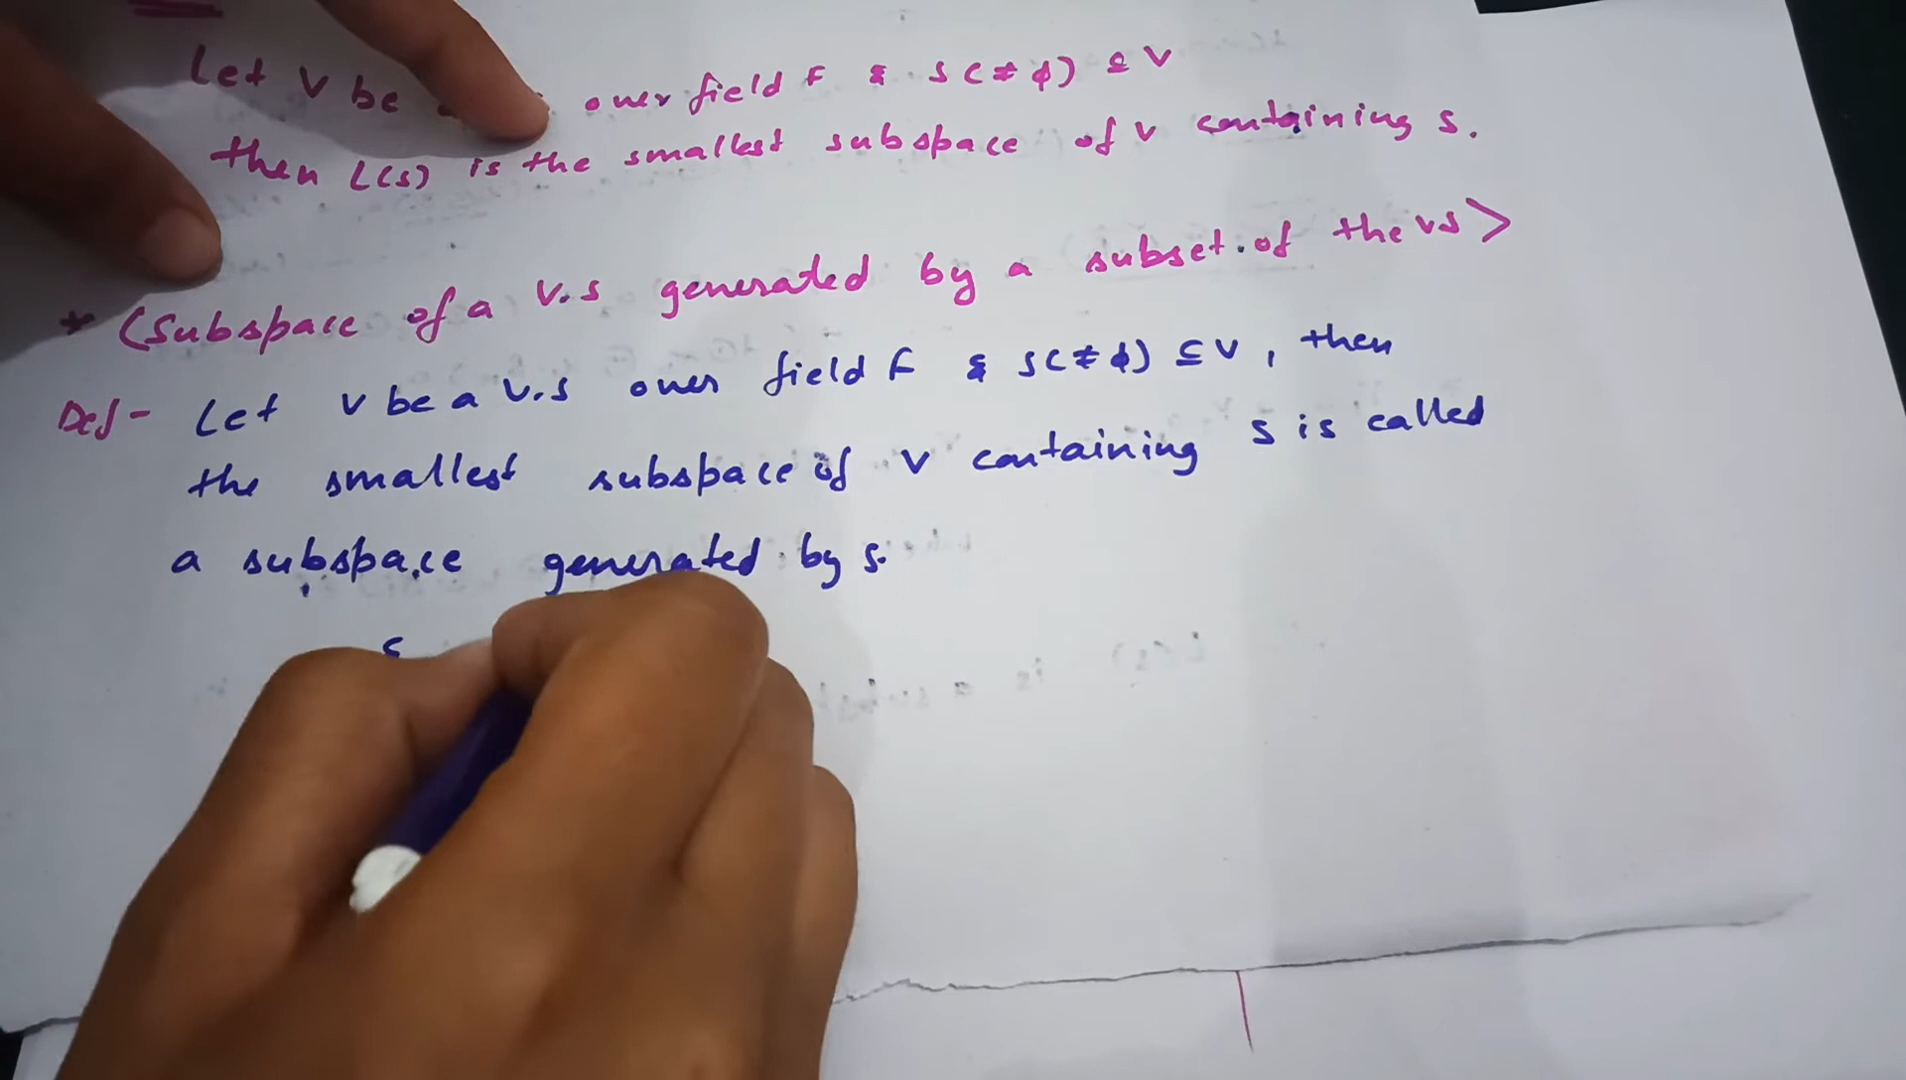 Let V be over field F & S(≠ϕ) ⊆ V
then L(S) is the smallest subspace of V containing S.
* (Subspace of a V.S generated by a subset of the VS>
Def- Let V be a V.S over field F & S(≠ϕ) ⊆ V, then
the smallest subspace of V containing S is called
a subspace generated by S.
S